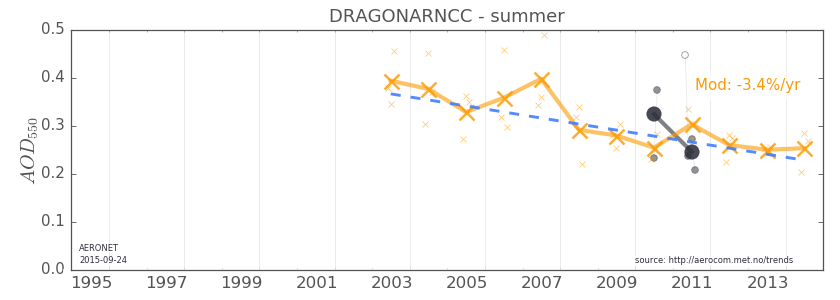 DRAGONARNCC - summer
0.5
0.4
0.3
0.2
0.1
0.0
AOD550
Mod: -3.4%/yr
AERONET
2015-09-24
source: http://aerocom.met.no/trends
1995 1997 1999 2001 2003 2005 2007 2009 2011 2013